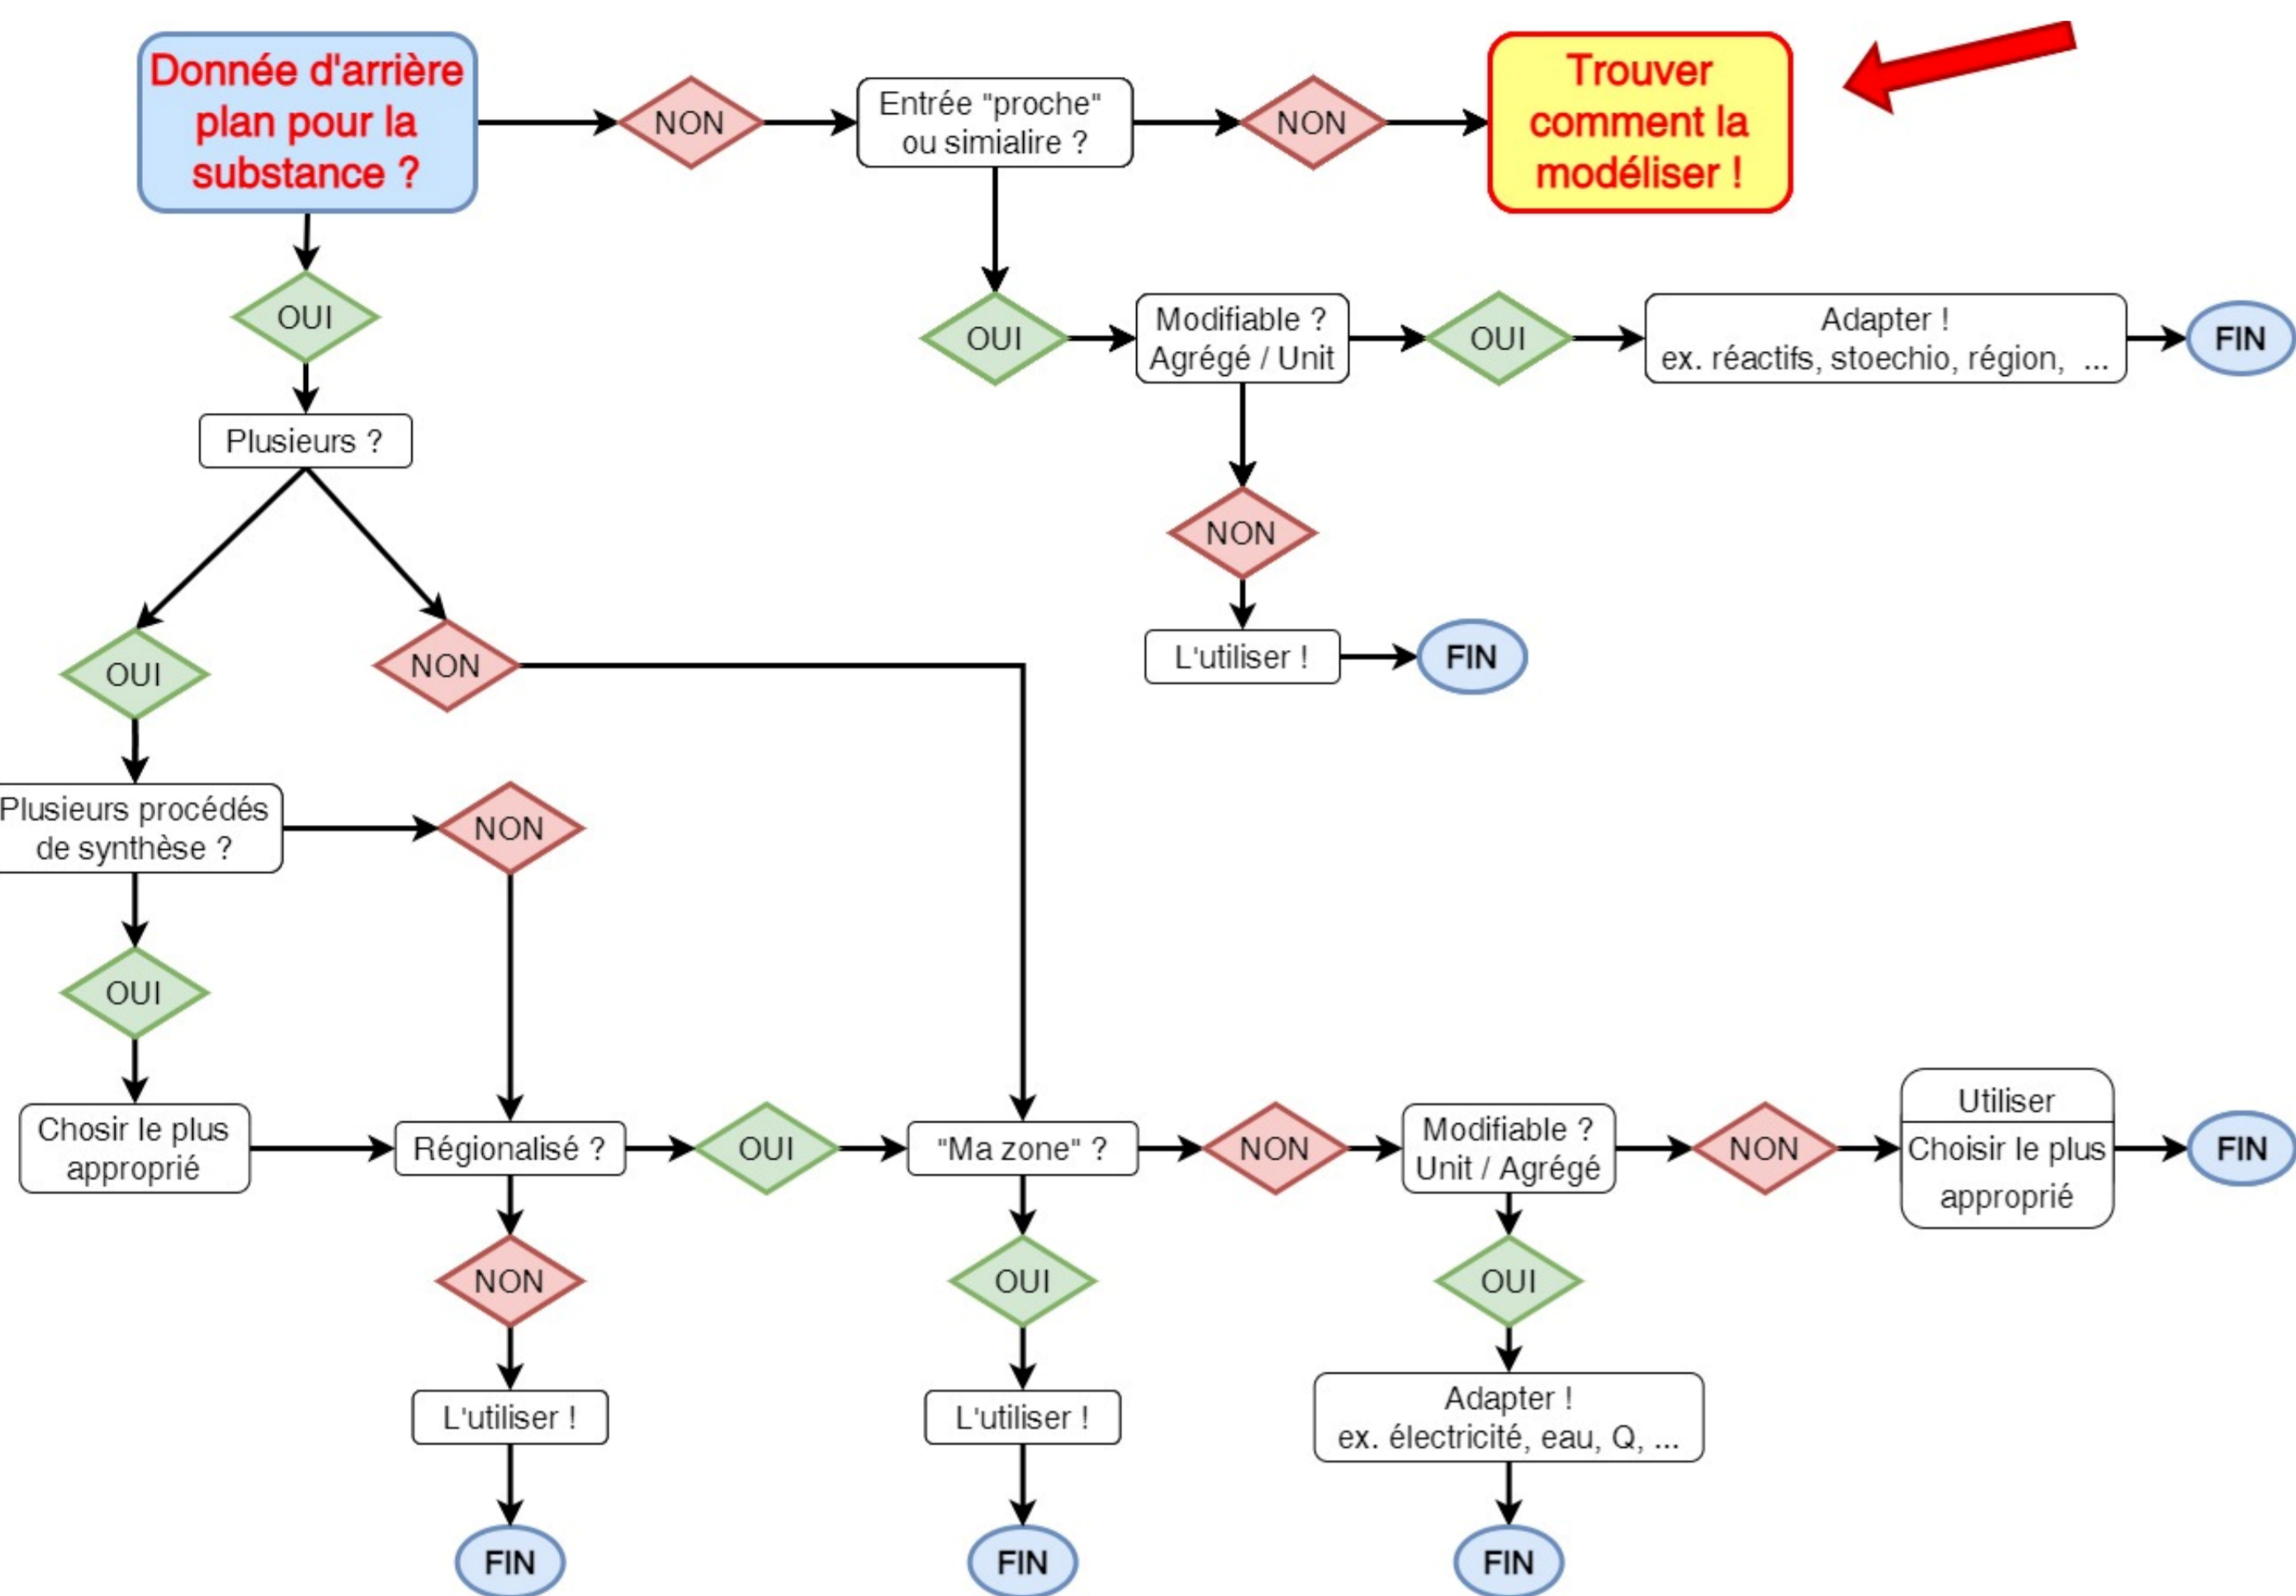 Donnée d'arrière
plan pour la
substance ?
NON
Entrée "proche"
ou simialire ?
NON
Trouver
comment la
modéliser !
OUI
OUI
Modifiable ?
Agrégé / Unit
OUI
Adapter !
ex. réactifs, stoechio, région, ...
FIN
Plusieurs ?
NON
L'utiliser !
FIN
OUI
NON
Plusieurs procédés
de synthèse ?
NON
OUI
Chosir le plus
approprié
Régionalisé ?
OUI
"Ma zone" ?
NON
Modifiable ?
Unit / Agrégé
NON
Utiliser
Choisir le plus
approprié
FIN
NON
OUI
OUI
L'utiliser !
L'utiliser !
Adapter !
ex. électricité, eau, Q, ...
FIN
FIN
FIN